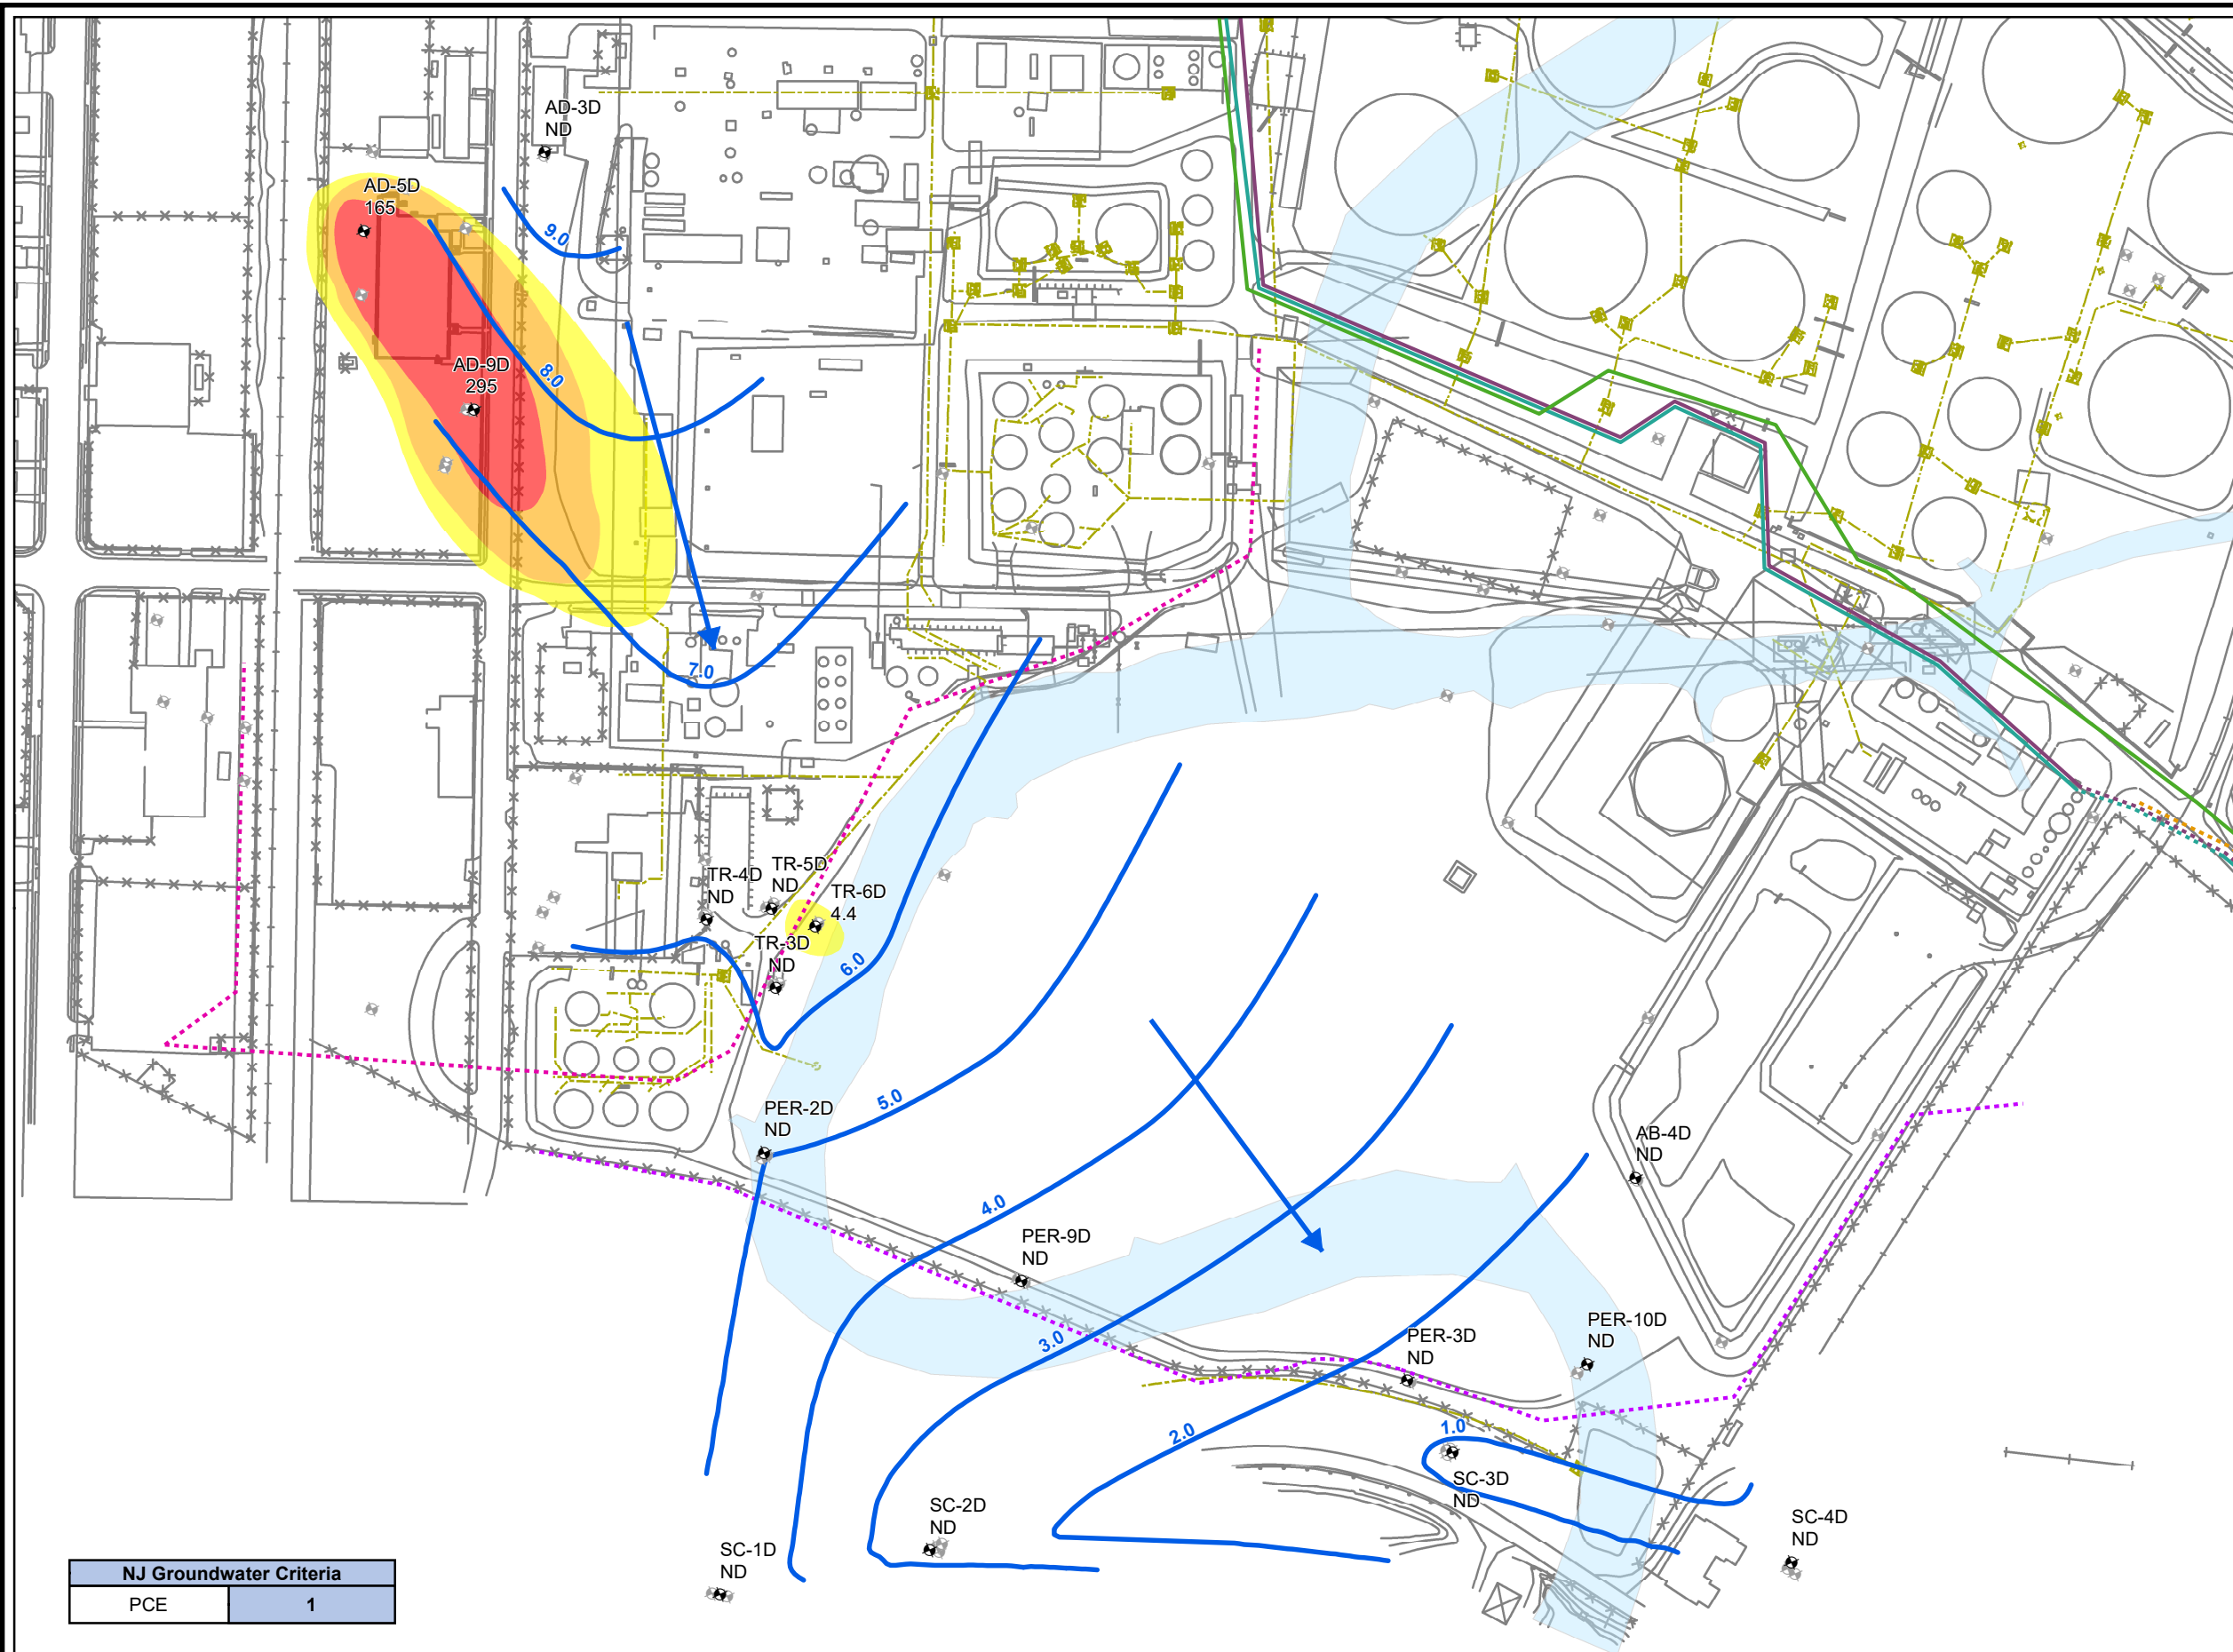 AD-3D
ND
AD-5D
165
9.0
AD-9D
295
8.0
7.0
TR-4D
ND
TR-5D
ND
TR-6D
4.4
TR-3D
ND
6.0
PER-2D
ND
5.0
AB-4D
ND
4.0
PER-9D
ND
3.0
PER-3D
ND
PER-10D
ND
2.0
1.0
SC-3D
ND
SC-2D
ND
SC-4D
ND
SC-1D
ND
NJ Groundwater Criteria
PCE 1